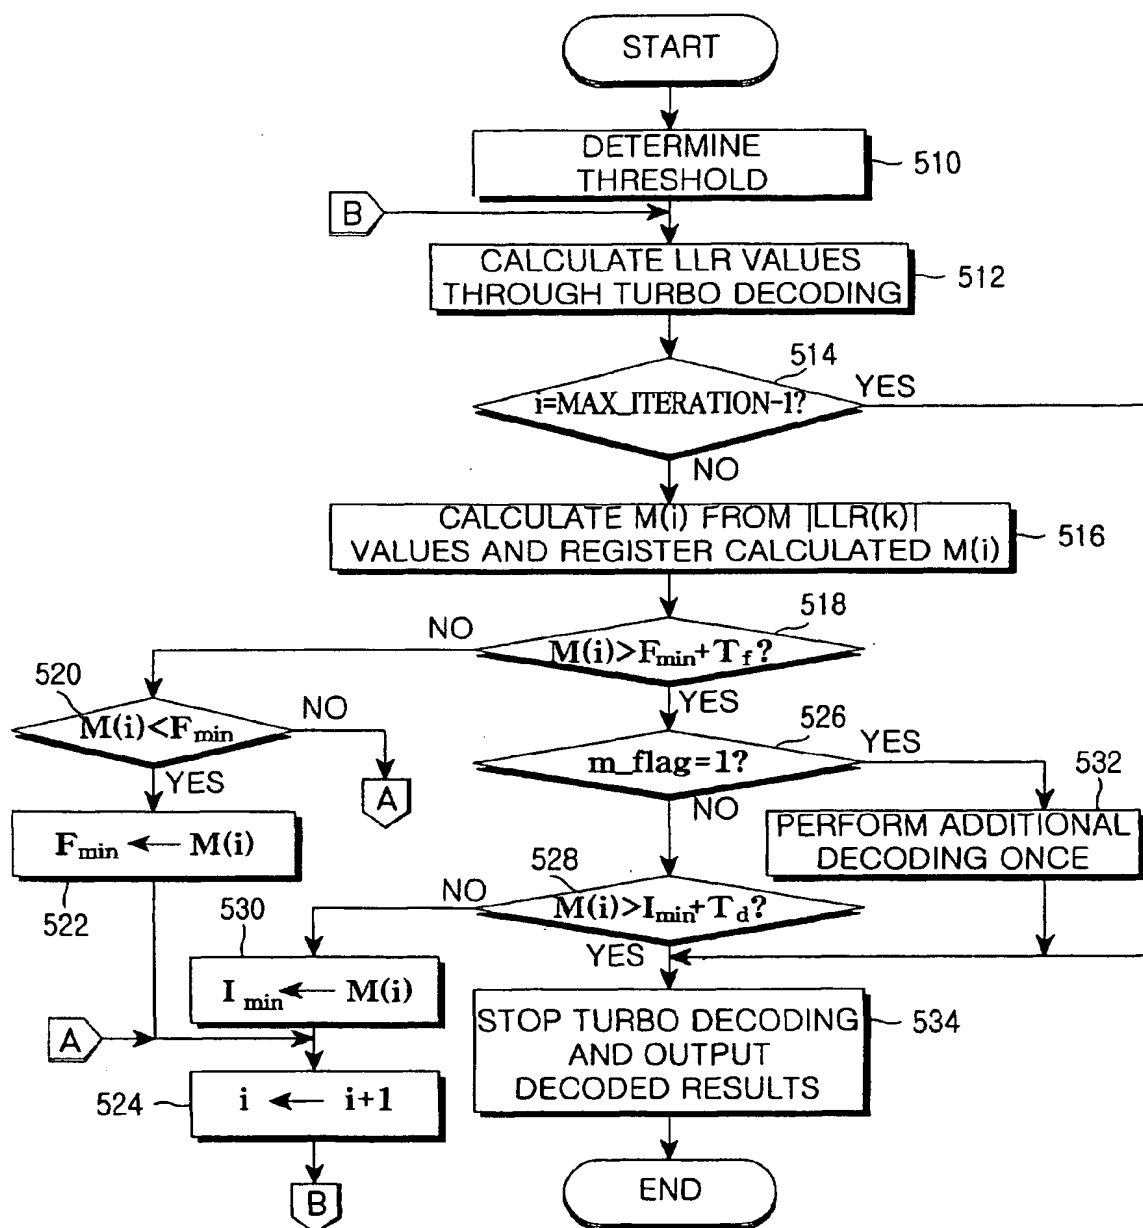 START
DETERMINE
THRESHOLD
510
B
CALCULATE LLR VALUES
THROUGH TURBO DECODING
512
514
i=MAX_ITERATION-1?
YES
NO
CALCULATE M(i) FROM |LLR(k)|
VALUES AND REGISTER CALCULATED M(i)
516
518
NO
M(i)>Fmin+Tf?
YES
520
M(i)<Fmin
NO
YES
A
526
m_flag=1?
YES
NO
532
PERFORM ADDITIONAL
DECODING ONCE
Fmin ← M(i)
522
528
NO
M(i)>Imin+Td?
YES
530
Imin ← M(i)
A
524
i ← i+1
B
STOP TURBO DECODING
AND OUTPUT
DECODED RESULTS
534
END